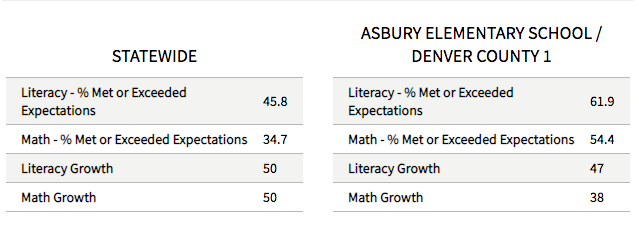 STATEWIDE
Literacy - % Met or Exceeded
Expectations 45.8
Math - % Met or Exceeded Expectations 34.7
Literacy Growth 50
Math Growth 50
ASBURY ELEMENTARY SCHOOL /
DENVER COUNTY 1
Literacy - % Met or Exceeded
Expectations 61.9
Math - % Met or Exceeded Expectations 54.4
Literacy Growth 47
Math Growth 38